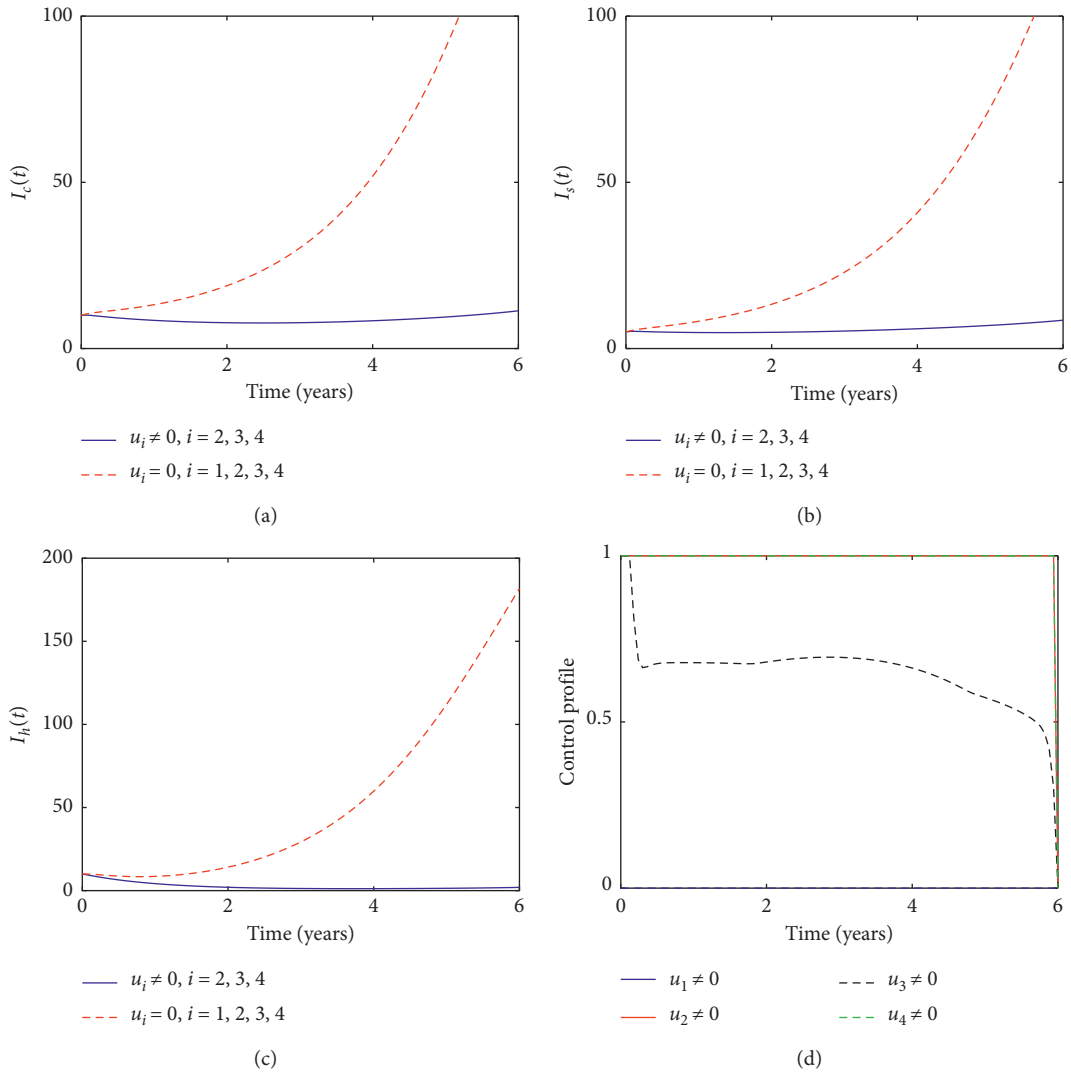 100
50
0
I_c(t)
0 2 4 6
Time (years)
u_i ≠ 0, i = 2, 3, 4
u_i = 0, i = 1, 2, 3, 4
(a)
100
50
0
I_s(t)
0 2 4 6
Time (years)
u_i ≠ 0, i = 2, 3, 4
u_i = 0, i = 1, 2, 3, 4
(b)
200
150
100
50
0
I_h(t)
0 2 4 6
Time (years)
u_i ≠ 0, i = 2, 3, 4
u_i = 0, i = 1, 2, 3, 4
(c)
1
0.5
0
Control profile
0 2 4 6
Time (years)
u_1 ≠ 0
u_2 ≠ 0
u_3 ≠ 0
u_4 ≠ 0
(d)